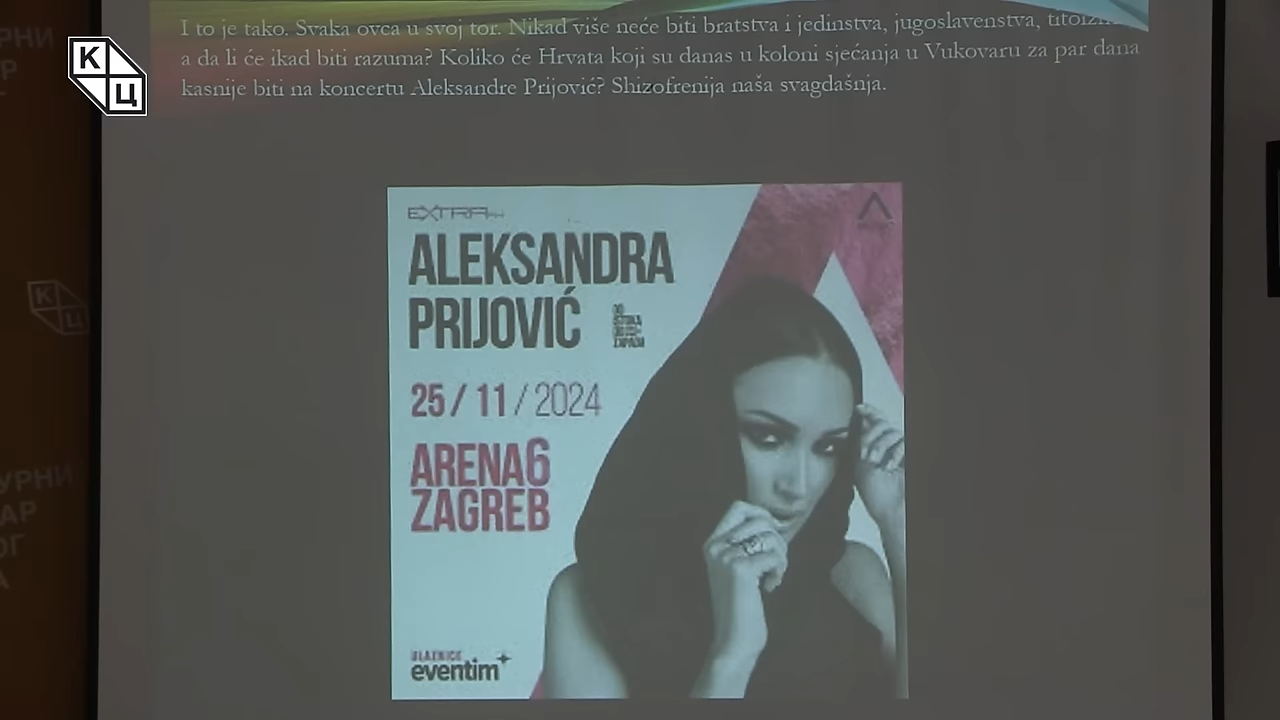 I to je tako. Svaka ovca u svoj tor. Nikad više neće biti bratstva i jedinstva, jugoslavenstva,
a da li će ikad biti razuma? Koliko će Hrvata koji su danas u koloni sjećanja u Vukovaru za par dana
kasnije biti na koncertu Aleksandre Prijović? Shizofrenija naša svagdašnja.
К
Ц
EXTRA
ALEKSANDRA
PRIJOVIĆ
25 / 11 / 2024
ARENA6
ZAGREB
ULAZNICE
eventim
К
Ц